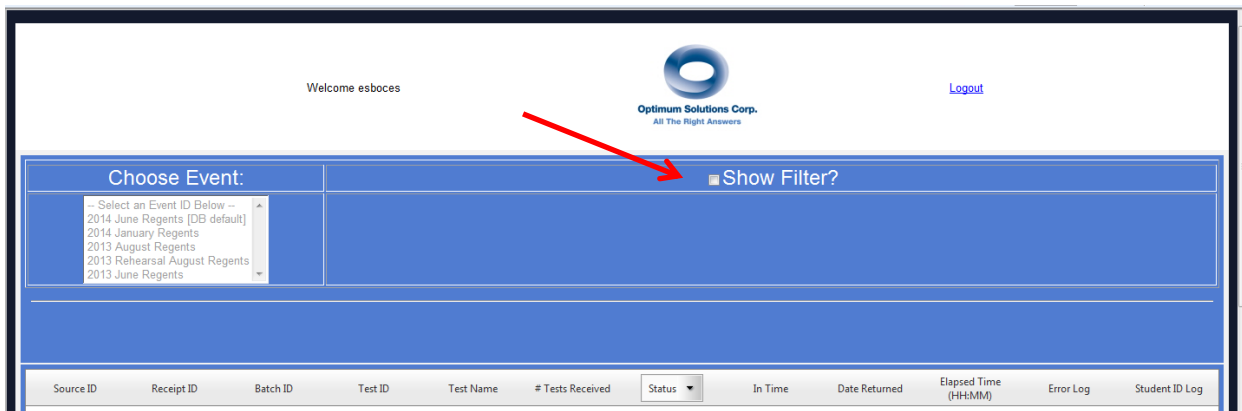 Welcome esboces
Optimum Solutions Corp.
All The Right Answers
Logout
Choose Event:
Show Filter?
-- Select an Event ID Below --
2014 June Regents [DB default]
2014 January Regents
2013 August Regents
2013 Rehearsal August Regents
2013 June Regents
Source ID Receipt ID Batch ID Test ID Test Name # Tests Received Status In Time Date Returned Elapsed Time (HH:MM) Error Log Student ID Log